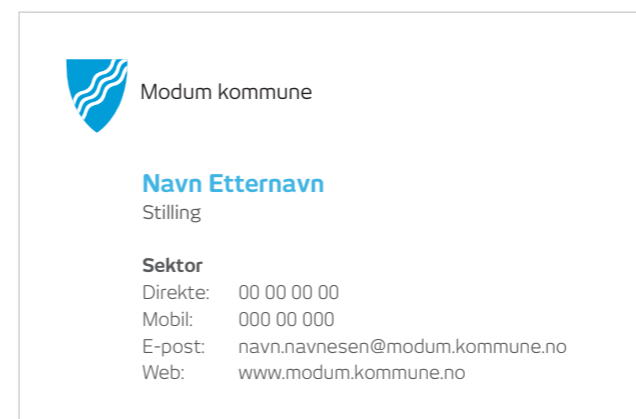 Modum kommune
Navn Etternavn
Stilling
Sektor
Direkte: 00 00 00 00
Mobil: 000 00 000
E-post: navn.navnesen@modum.kommune.no
Web: www.modum.kommune.no